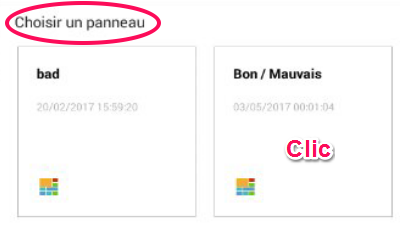 Choisir un panneau
bad
20/02/2017 15:59:20
Bon / Mauvais
03/05/2017 00:01:04
Clic